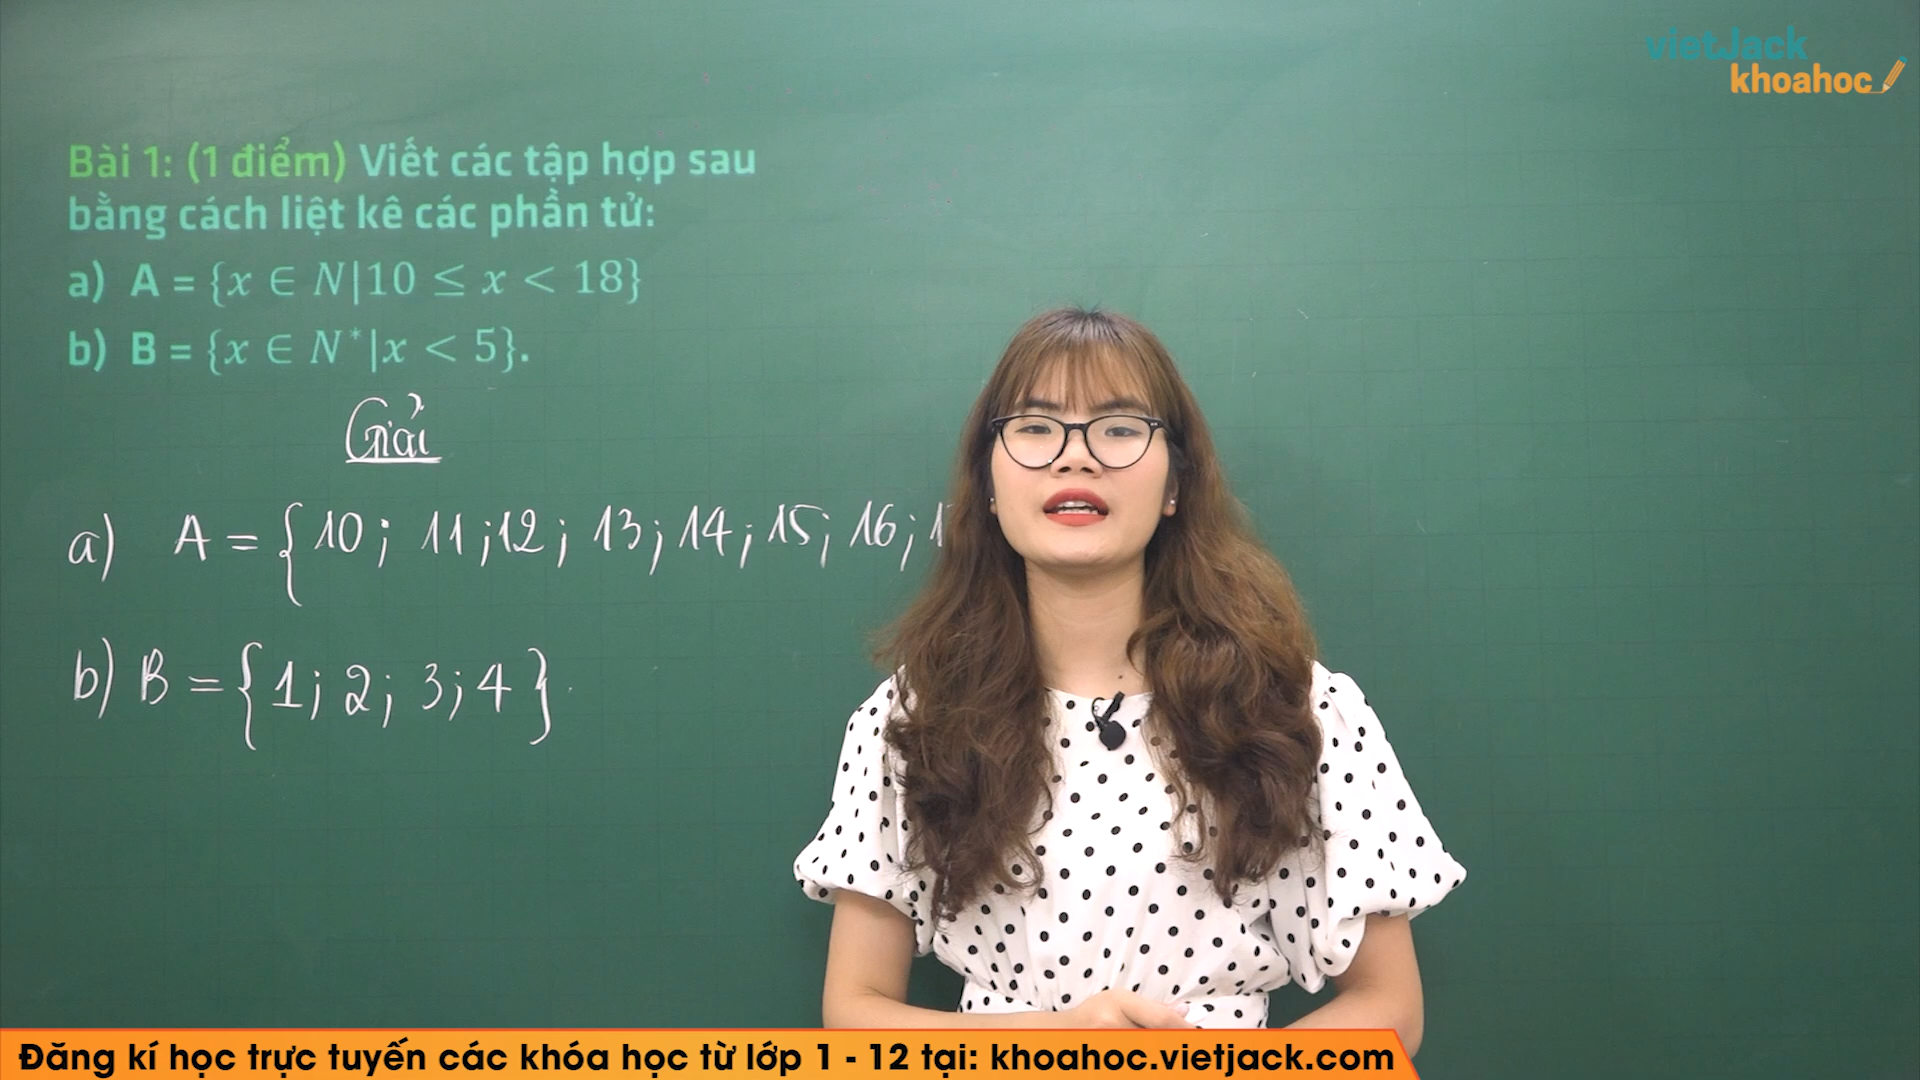 vietJack
khoahoc
Bài 1: (1 điểm) Viết các tập hợp sau
bằng cách liệt kê các phần tử:
a) A = {x ∈ N|10 ≤ x < 18}
b) B = {x ∈ N*|x < 5}.
Giải
a) A = {10; 11; 12; 13; 14; 15; 16;
b) B = {1; 2; 3; 4}.
Đăng kí học trực tuyến các khóa học từ lớp 1 - 12 tại: khoahoc.vietjack.com